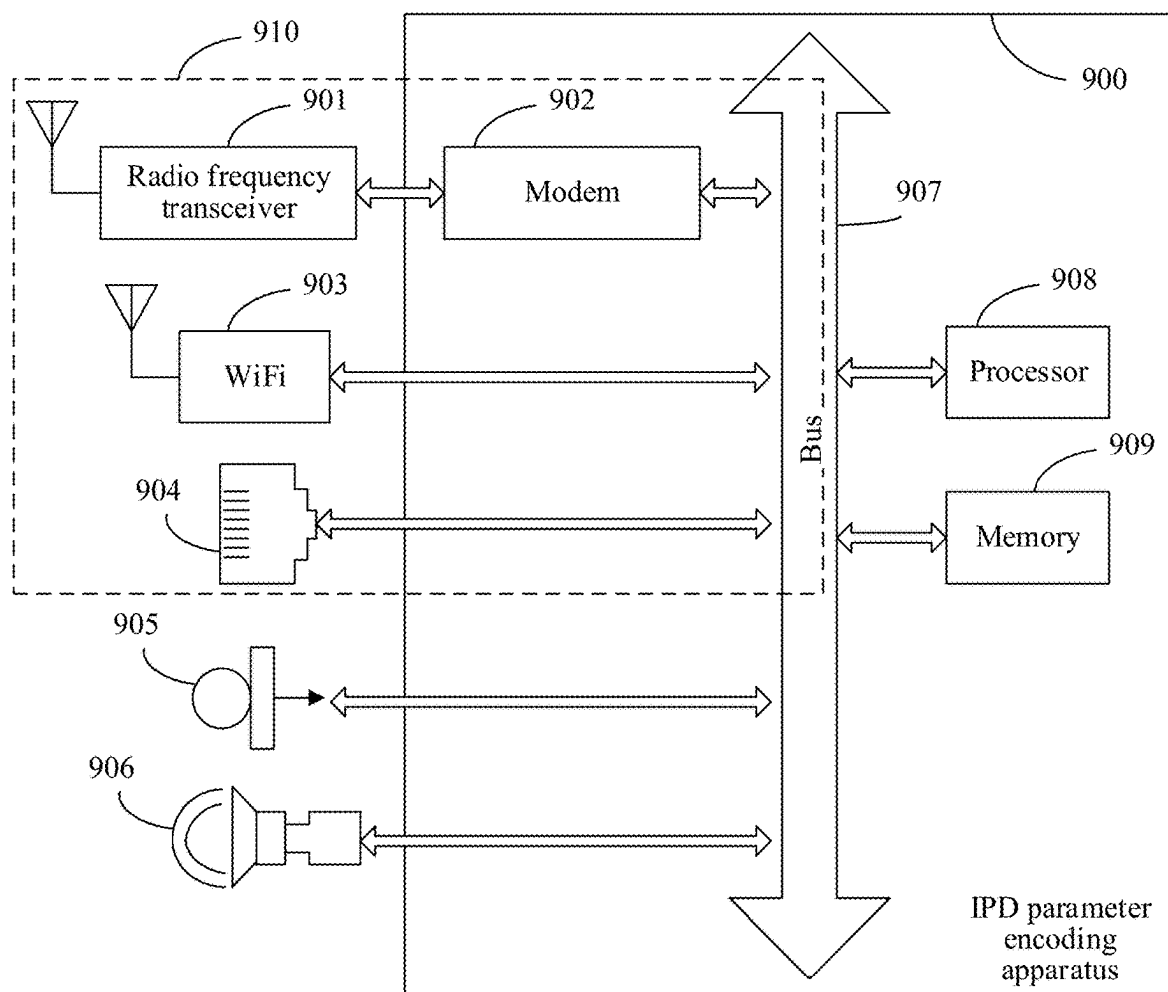 910
900
901
902
Radio frequency
transceiver
Modem
907
903
WiFi
908
Processor
Bus
904
909
Memory
905
906
IPD parameter
encoding
apparatus